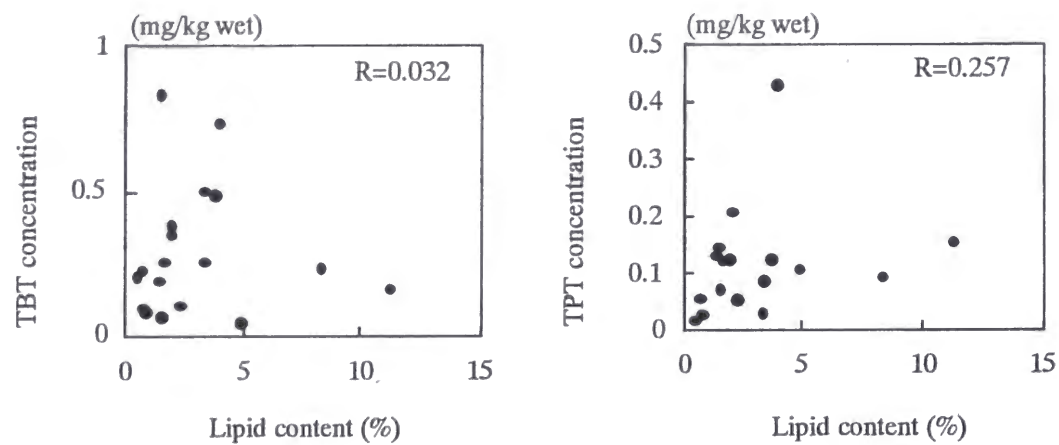 (mg/kg wet)
1
R=0.032
0.5
0
0 5 10 15
TBT concentration
Lipid content (%)
(mg/kg wet)
0.5
R=0.257
0.4
0.3
0.2
0.1
0
0 5 10 15
TPT concentration
Lipid content (%)